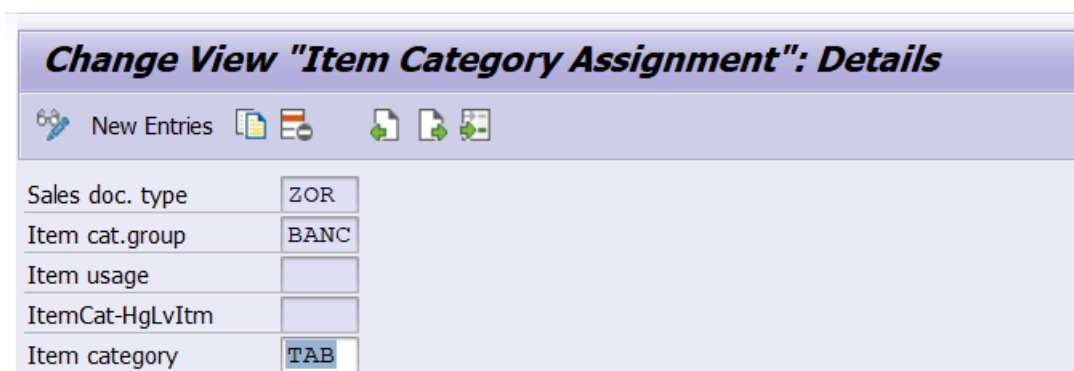 Change View "Item Category Assignment": Details
New Entries
Sales doc. type ZOR
Item cat.group BANC
Item usage
ItemCat-HgLvItm
Item category TAB